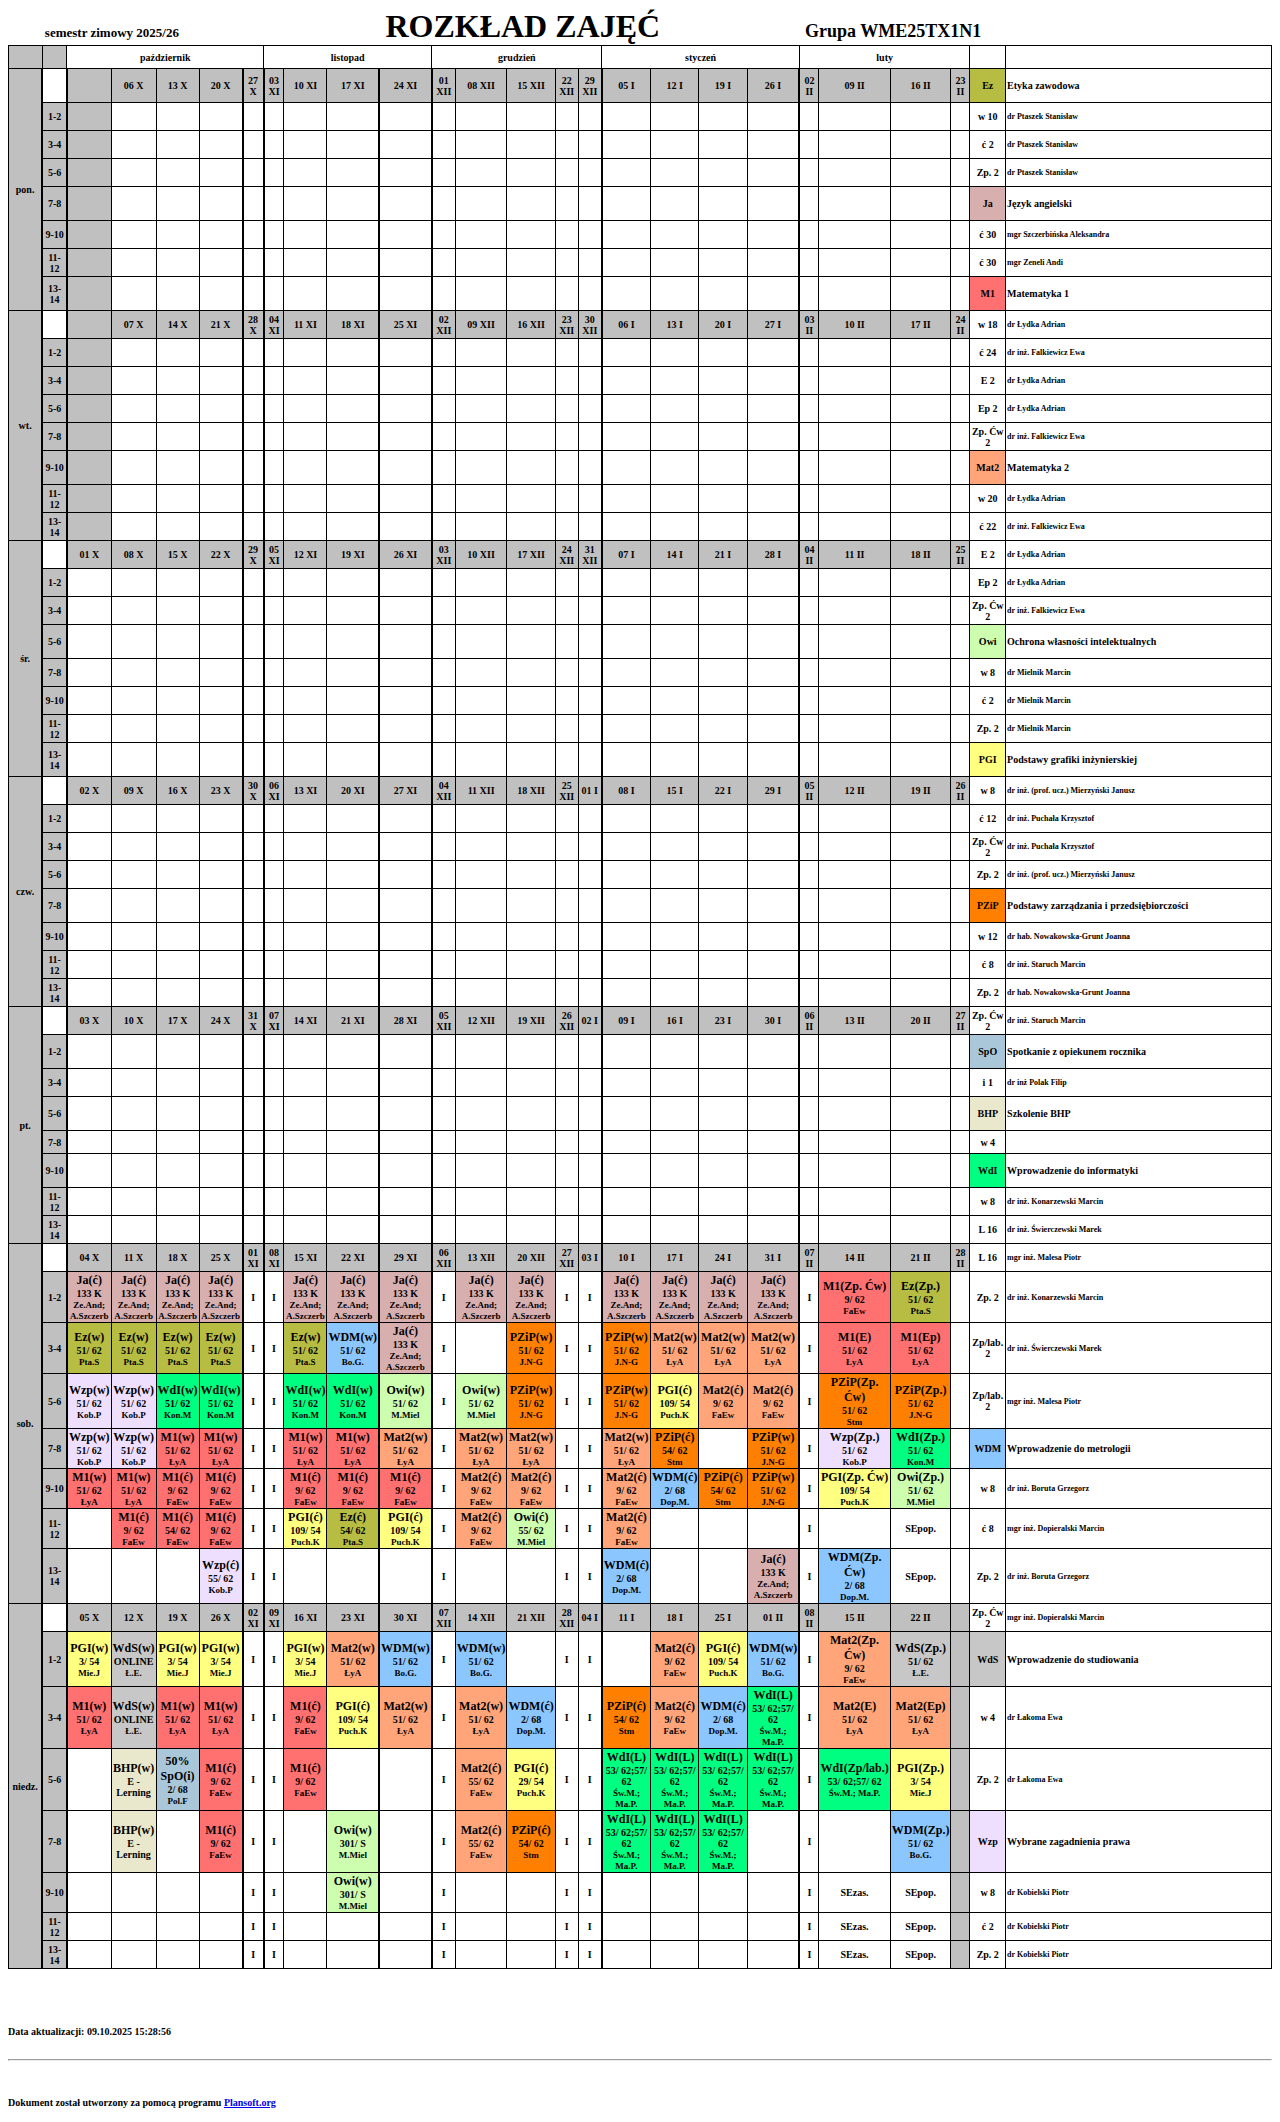 semestr zimowy 2025/26 ROZKŁAD ZAJĘĆ Grupa WME25TX1N1
październik listopad grudzień styczeń luty
pon. 06 X 13 X 20 X 27 X 03 XI 10 XI 17 XI 24 XI 01 XII 08 XII 15 XII 22 XII 29 XII 05 I 12 I 19 I 26 I 02 II 09 II 16 II 23 II Ez Etyka zawodowa
1-2 w 10 dr Ptaszek Stanisław
3-4 ć 2 dr Ptaszek Stanisław
5-6 Zp. 2 dr Ptaszek Stanisław
7-8 Ja Język angielski
9-10 ć 30 mgr Szczerbińska Aleksandra
11-12 ć 30 mgr Zeneli Andi
13-14 M1 Matematyka 1
wt. 07 X 14 X 21 X 28 X 04 XI 11 XI 18 XI 25 XI 02 XII 09 XII 16 XII 23 XII 30 XII 06 I 13 I 20 I 27 I 03 II 10 II 17 II 24 II w 18 dr Łydka Adrian
1-2 ć 24 dr inż. Falkiewicz Ewa
3-4 E 2 dr Łydka Adrian
5-6 Ep 2 dr Łydka Adrian
7-8 Zp. Ćw 2 dr inż. Falkiewicz Ewa
9-10 Mat2 Matematyka 2
11-12 w 20 dr Łydka Adrian
13-14 ć 22 dr inż. Falkiewicz Ewa
śr. 01 X 08 X 15 X 22 X 29 X 05 XI 12 XI 19 XI 26 XI 03 XII 10 XII 17 XII 24 XII 31 XII 07 I 14 I 21 I 28 I 04 II 11 II 18 II 25 II E 2 dr Łydka Adrian
1-2 Ep 2 dr Łydka Adrian
3-4 Zp. Ćw 2 dr inż. Falkiewicz Ewa
5-6 Owi Ochrona własności intelektualnych
7-8 w 8 dr Mielnik Marcin
9-10 ć 2 dr Mielnik Marcin
11-12 Zp. 2 dr Mielnik Marcin
13-14 PGI Podstawy grafiki inżynierskiej
czw. 02 X 09 X 16 X 23 X 30 X 06 XI 13 XI 20 XI 27 XI 04 XII 11 XII 18 XII 25 XII 01 I 08 I 15 I 22 I 29 I 05 II 12 II 19 II 26 II w 8 dr inż. (prof. ucz.) Mierzyński Janusz
1-2 ć 12 dr inż. Puchała Krzysztof
3-4 Zp. Ćw 2 dr inż. Puchała Krzysztof
5-6 Zp. 2 dr inż. (prof. ucz.) Mierzyński Janusz
7-8 PZiP Podstawy zarządzania i przedsiębiorczości
9-10 w 12 dr hab. Nowakowska-Grunt Joanna
11-12 ć 8 dr inż. Staruch Marcin
13-14 Zp. 2 dr hab. Nowakowska-Grunt Joanna
pt. 03 X 10 X 17 X 24 X 31 X 07 XI 14 XI 21 XI 28 XI 05 XII 12 XII 19 XII 26 XII 02 I 09 I 16 I 23 I 30 I 06 II 13 II 20 II 27 II Zp. Ćw 2 dr inż. Staruch Marcin
1-2 SpO Spotkanie z opiekunem rocznika
3-4 i 1 dr inż Polak Filip
5-6 BHP Szkolenie BHP
7-8 w 4
9-10 WdI Wprowadzenie do informatyki
11-12 w 8 dr inż. Konarzewski Marcin
13-14 L 16 dr inż. Świerczewski Marek
sob. 04 X 11 X 18 X 25 X 01 XI 08 XI 15 XI 22 XI 29 XI 06 XII 13 XII 20 XII 27 XII 03 I 10 I 17 I 24 I 31 I 07 II 14 II 21 II 28 II L 16 mgr inż. Malesa Piotr
1-2 Ja(ć) 133 K Ze.And; A.Szczerb Ja(ć) 133 K Ze.And; A.Szczerb Ja(ć) 133 K Ze.And; A.Szczerb Ja(ć) 133 K Ze.And; A.Szczerb I I Ja(ć) 133 K Ze.And; A.Szczerb Ja(ć) 133 K Ze.And; A.Szczerb Ja(ć) 133 K Ze.And; A.Szczerb I Ja(ć) 133 K Ze.And; A.Szczerb Ja(ć) 133 K Ze.And; A.Szczerb I I Ja(ć) 133 K Ze.And; A.Szczerb Ja(ć) 133 K Ze.And; A.Szczerb Ja(ć) 133 K Ze.And; A.Szczerb Ja(ć) 133 K Ze.And; A.Szczerb I M1(Zp. Ćw) 9/ 62 FaEw Ez(Zp.) 51/ 62 Pta.S Zp. 2 dr inż. Konarzewski Marcin
3-4 Ez(w) 51/ 62 Pta.S Ez(w) 51/ 62 Pta.S Ez(w) 51/ 62 Pta.S Ez(w) 51/ 62 Pta.S I I Ez(w) 51/ 62 Pta.S WDM(w) 51/ 62 Bo.G. Ja(ć) 133 K Ze.And; A.Szczerb I PZiP(w) 51/ 62 J.N-G I I PZiP(w) 51/ 62 J.N-G Mat2(w) 51/ 62 ŁyA Mat2(w) 51/ 62 ŁyA Mat2(w) 51/ 62 ŁyA I M1(E) 51/ 62 ŁyA M1(Ep) 51/ 62 ŁyA Zp/lab. 2 dr inż. Świerczewski Marek
5-6 Wzp(w) 51/ 62 Kob.P Wzp(w) 51/ 62 Kob.P WdI(w) 51/ 62 Kon.M WdI(w) 51/ 62 Kon.M I I WdI(w) 51/ 62 Kon.M WdI(w) 51/ 62 Kon.M Owi(w) 51/ 62 M.Miel I Owi(w) 51/ 62 M.Miel PZiP(w) 51/ 62 J.N-G I I PZiP(w) 51/ 62 J.N-G PGI(ć) 109/ 54 Puch.K Mat2(ć) 9/ 62 FaEw Mat2(ć) 9/ 62 FaEw I PZiP(Zp. Ćw) 51/ 62 Stm PZiP(Zp.) 51/ 62 J.N-G Zp/lab. 2 mgr inż. Malesa Piotr
7-8 Wzp(w) 51/ 62 Kob.P Wzp(w) 51/ 62 Kob.P M1(w) 51/ 62 ŁyA M1(w) 51/ 62 ŁyA I I M1(w) 51/ 62 ŁyA M1(w) 51/ 62 ŁyA Mat2(w) 51/ 62 ŁyA I Mat2(w) 51/ 62 ŁyA Mat2(w) 51/ 62 ŁyA I I Mat2(w) 51/ 62 ŁyA PZiP(ć) 54/ 62 Stm PZiP(w) 51/ 62 J.N-G I Wzp(Zp.) 51/ 62 Kob.P WdI(Zp.) 51/ 62 Kon.M WDM Wprowadzenie do metrologii
9-10 M1(w) 51/ 62 ŁyA M1(w) 51/ 62 ŁyA M1(ć) 9/ 62 FaEw M1(ć) 9/ 62 FaEw I I M1(ć) 9/ 62 FaEw M1(ć) 9/ 62 FaEw M1(ć) 9/ 62 FaEw I Mat2(ć) 9/ 62 FaEw Mat2(ć) 9/ 62 FaEw I I Mat2(ć) 9/ 62 FaEw WDM(ć) 2/ 68 Dop.M. PZiP(ć) 54/ 62 Stm PZiP(w) 51/ 62 J.N-G I PGI(Zp. Ćw) 109/ 54 Puch.K Owi(Zp.) 51/ 62 M.Miel w 8 dr inż. Boruta Grzegorz
11-12 M1(ć) 9/ 62 FaEw M1(ć) 54/ 62 FaEw M1(ć) 9/ 62 FaEw I I PGI(ć) 109/ 54 Puch.K Ez(ć) 54/ 62 Pta.S PGI(ć) 109/ 54 Puch.K I Mat2(ć) 9/ 62 FaEw Owi(ć) 55/ 62 M.Miel I I Mat2(ć) 9/ 62 FaEw I SEpop. ć 8 mgr inż. Dopieralski Marcin
13-14 Wzp(ć) 55/ 62 Kob.P I I I I I WDM(ć) 2/ 68 Dop.M. Ja(ć) 133 K Ze.And; A.Szczerb I WDM(Zp. Ćw) 2/ 68 Dop.M. SEpop. Zp. 2 dr inż. Boruta Grzegorz
niedz. 05 X 12 X 19 X 26 X 02 XI 09 XI 16 XI 23 XI 30 XI 07 XII 14 XII 21 XII 28 XII 04 I 11 I 18 I 25 I 01 II 08 II 15 II 22 II Zp. Ćw 2 mgr inż. Dopieralski Marcin
1-2 PGI(w) 3/ 54 Mie.J WdS(w) ONLINE Ł.E. PGI(w) 3/ 54 Mie.J PGI(w) 3/ 54 Mie.J I I PGI(w) 3/ 54 Mie.J Mat2(w) 51/ 62 ŁyA WDM(w) 51/ 62 Bo.G. I WDM(w) 51/ 62 Bo.G. I I Mat2(ć) 9/ 62 FaEw PGI(ć) 109/ 54 Puch.K WDM(w) 51/ 62 Bo.G. I Mat2(Zp. Ćw) 9/ 62 FaEw WdS(Zp.) 51/ 62 Ł.E. WdS Wprowadzenie do studiowania
3-4 M1(w) 51/ 62 ŁyA WdS(w) ONLINE Ł.E. M1(w) 51/ 62 ŁyA M1(w) 51/ 62 ŁyA I I M1(ć) 9/ 62 FaEw PGI(ć) 109/ 54 Puch.K Mat2(w) 51/ 62 ŁyA I Mat2(w) 51/ 62 ŁyA WDM(ć) 2/ 68 Dop.M. I I PZiP(ć) 54/ 62 Stm Mat2(ć) 9/ 62 FaEw WDM(ć) 2/ 68 Dop.M. WdI(L) 53/ 62;57/ 62 Św.M.; Ma.P. I Mat2(E) 51/ 62 ŁyA Mat2(Ep) 51/ 62 ŁyA w 4 dr Łakoma Ewa
5-6 BHP(w) E - Lerning 50% SpO(i) 2/ 68 Pol.F M1(ć) 9/ 62 FaEw I I M1(ć) 9/ 62 FaEw I Mat2(ć) 55/ 62 FaEw PGI(ć) 29/ 54 Puch.K I I WdI(L) 53/ 62;57/ 62 Św.M.; Ma.P. WdI(L) 53/ 62;57/ 62 Św.M.; Ma.P. WdI(L) 53/ 62;57/ 62 Św.M.; Ma.P. WdI(L) 53/ 62;57/ 62 Św.M.; Ma.P. I WdI(Zp/lab.) 53/ 62;57/ 62 Św.M.; Ma.P. PGI(Zp.) 3/ 54 Mie.J Zp. 2 dr Łakoma Ewa
7-8 BHP(w) E - Lerning M1(ć) 9/ 62 FaEw I I Owi(w) 301/ S M.Miel I Mat2(ć) 55/ 62 FaEw PZiP(ć) 54/ 62 Stm I I WdI(L) 53/ 62;57/ 62 Św.M.; Ma.P. WdI(L) 53/ 62;57/ 62 Św.M.; Ma.P. WdI(L) 53/ 62;57/ 62 Św.M.; Ma.P. I WDM(Zp.) 51/ 62 Bo.G. Wzp Wybrane zagadnienia prawa
9-10 I I Owi(w) 301/ S M.Miel I I I I SEzas. SEpop. w 8 dr Kobielski Piotr
11-12 I I I I I I SEzas. SEpop. ć 2 dr Kobielski Piotr
13-14 I I I I I I SEzas. SEpop. Zp. 2 dr Kobielski Piotr
Data aktualizacji: 09.10.2025 15:28:56
Dokument został utworzony za pomocą programu Plansoft.org